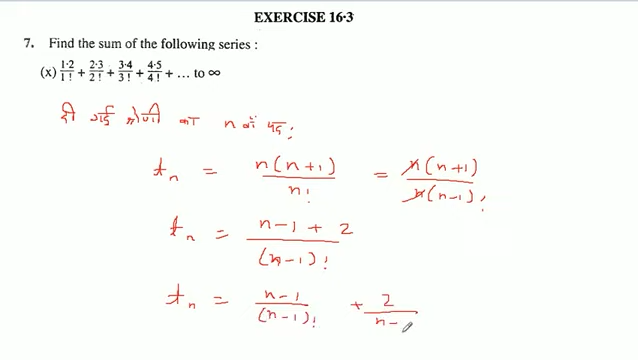 EXERCISE 16·3
7. Find the sum of the following series :
(x) 1·2/1! + 2·3/2! + 3·4/3! + 4·5/4! + ... to ∞
दी गई श्रेणी का n वाँ पद :
tₙ = n(n+1)/n! = n(n+1)/n(n-1)!
tₙ = n-1+2/(n-1)!
tₙ = n-1/(n-1)! + 2/n-